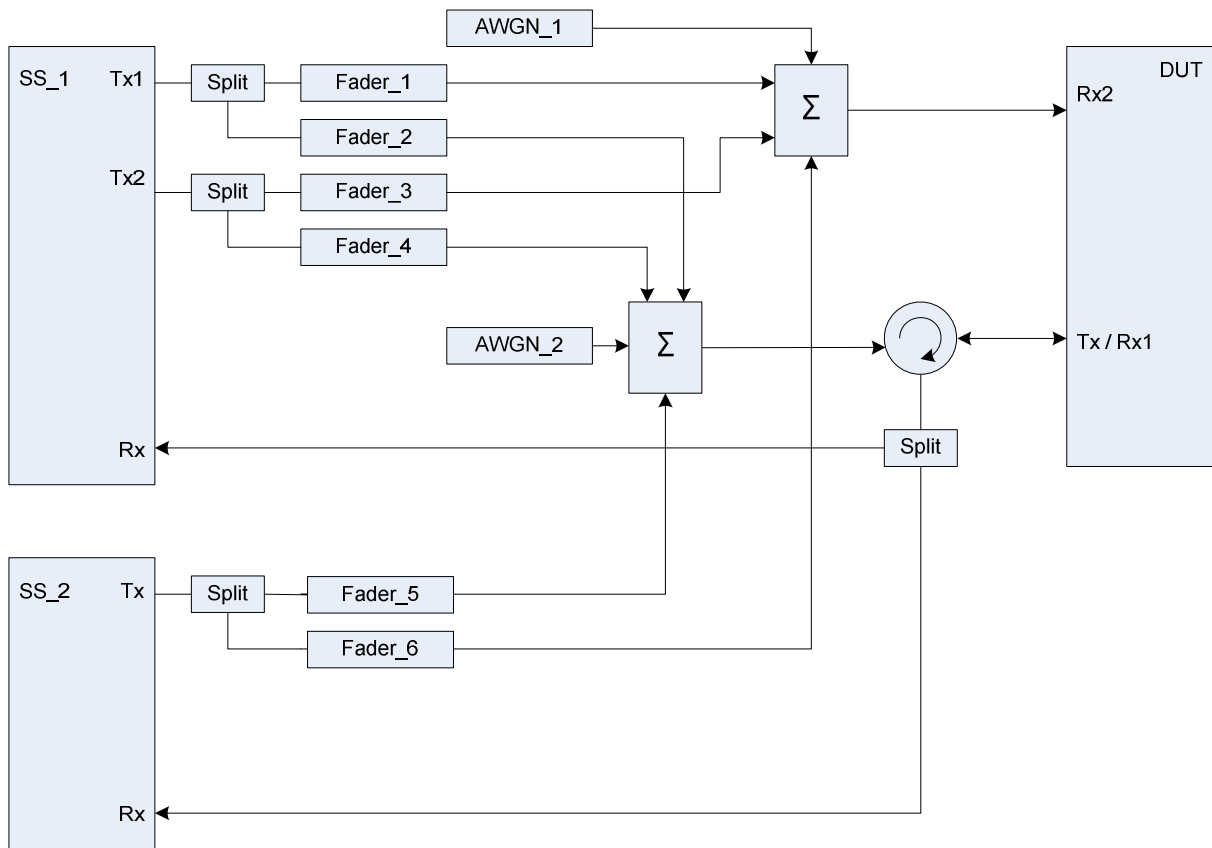 AWGN_1
SS_1
Tx1
Split
Fader_1
Σ
DUT
Rx2
Fader_2
Tx2
Split
Fader_3
Fader_4
AWGN_2
Σ
Tx / Rx1
Rx
Split
SS_2
Tx
Split
Fader_5
Fader_6
Rx